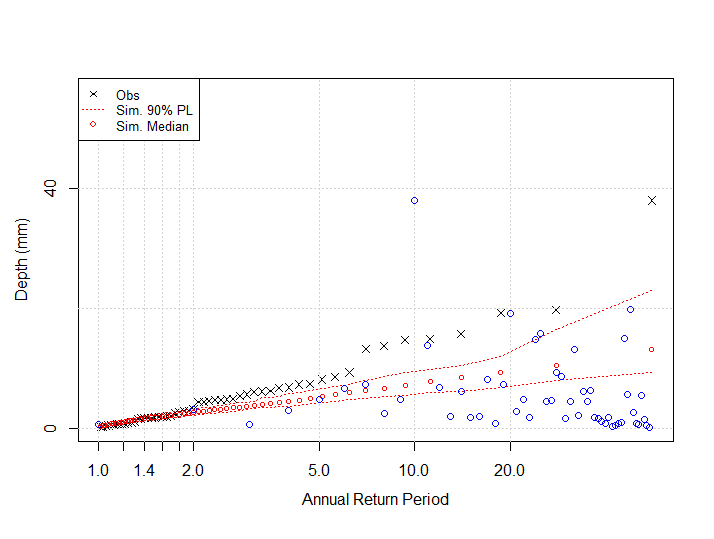 Obs
Sim. 90% PL
Sim. Median
40
0
Depth (mm)
1.0 1.4 2.0 5.0 10.0 20.0
Annual Return Period